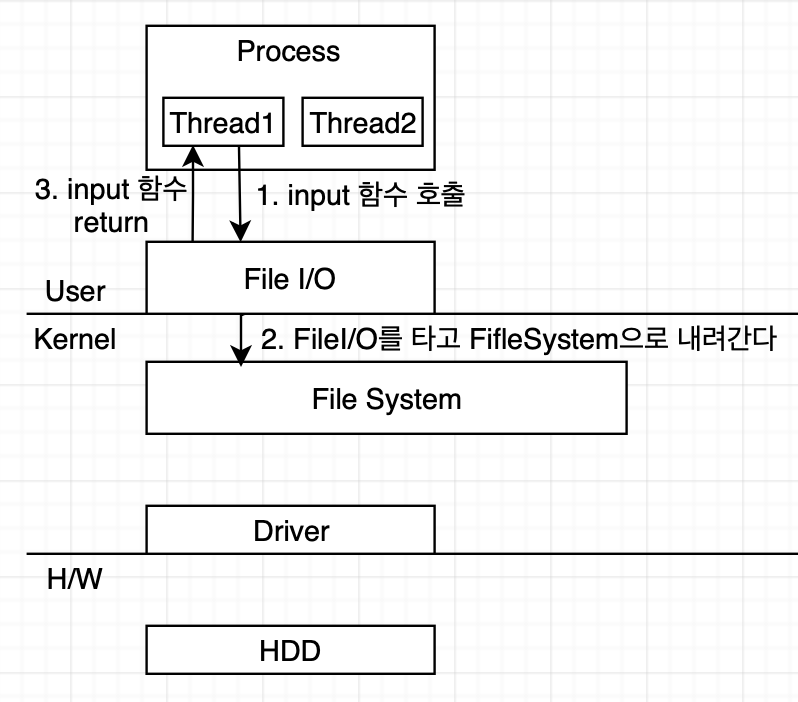 Process
Thread1 Thread2
3. input 함수
return
1. input 함수 호출
File I/O
User
Kernel
2. FileI/O를 타고 FifleSystem으로 내려간다
File System
Driver
H/W
HDD